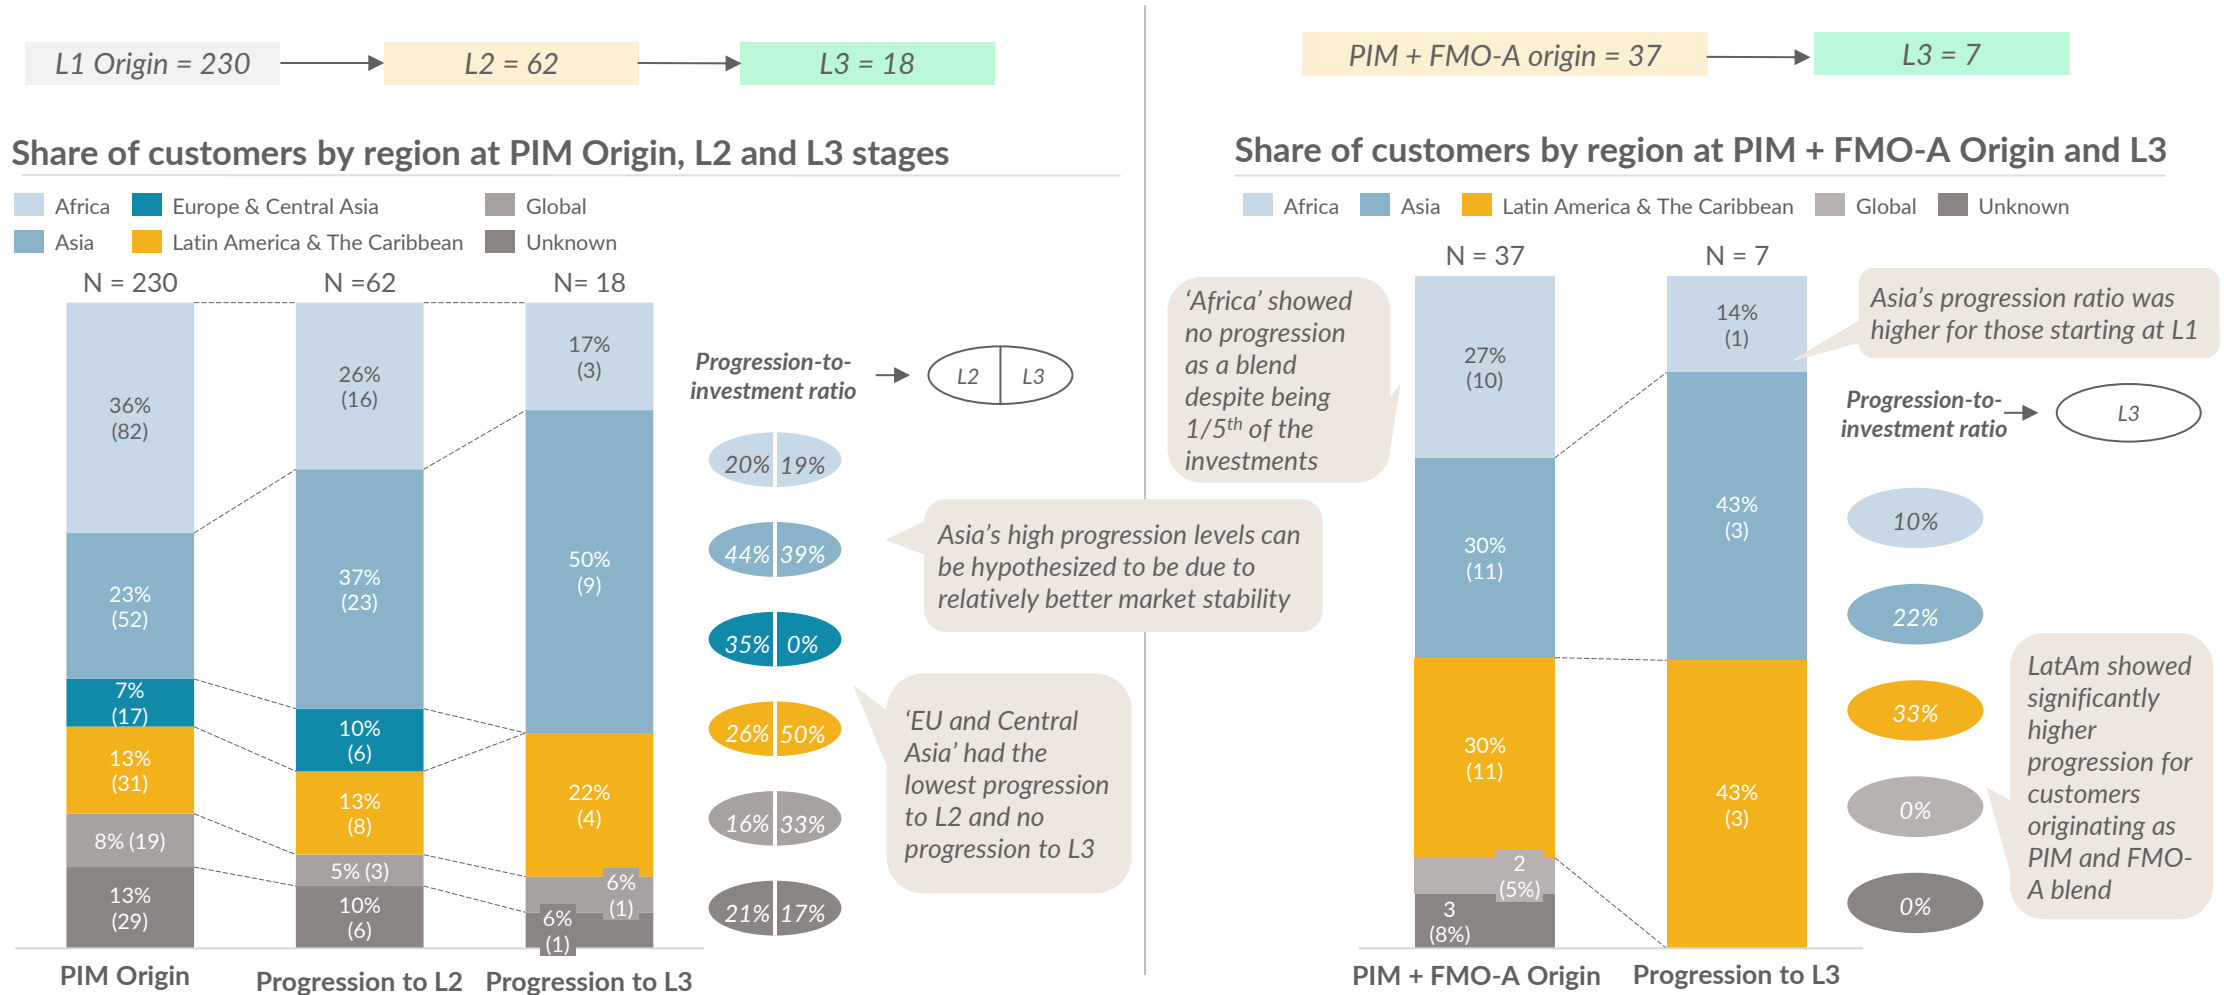 L1 Origin = 230
L2 = 62
L3 = 18
Share of customers by region at PIM Origin, L2 and L3 stages
Africa
Europe & Central Asia
Global
Asia
Latin America & The Caribbean
Unknown
N = 230
N =62
N= 18
36%
(82)
23%
(52)
7%
(17)
13%
(31)
8% (19)
13%
(29)
PIM Origin
26%
(16)
37%
(23)
10%
(6)
13%
(8)
5% (3)
10%
(6)
Progression to L2
17%
(3)
50%
(9)
22%
(4)
6%
(1)
6%
(1)
Progression to L3
Progression-to-
investment ratio
L2
L3
20% 19%
44% 39%
35% 0%
26% 50%
16% 33%
21% 17%
Asia's high progression levels can
be hypothesized to be due to
relatively better market stability
‘EU and Central
Asia’ had the
lowest progression
to L2 and no
progression to L3
PIM + FMO-A origin = 37
L3 = 7
Share of customers by region at PIM + FMO-A Origin and L3
Africa
Asia
Latin America & The Caribbean
Global
Unknown
N = 37
N = 7
‘Africa’ showed
no progression
as a blend
despite being
1/5th of the
investments
27%
(10)
30%
(11)
30%
(11)
2
(5%)
3
(8%)
PIM + FMO-A Origin
14%
(1)
43%
(3)
43%
(3)
Progression to L3
Asia’s progression ratio was
higher for those starting at L1
Progression-to-
investment ratio
L3
10%
22%
33%
0%
0%
LatAm showed
significantly
higher
progression for
customers
originating as
PIM and FMO-
A blend